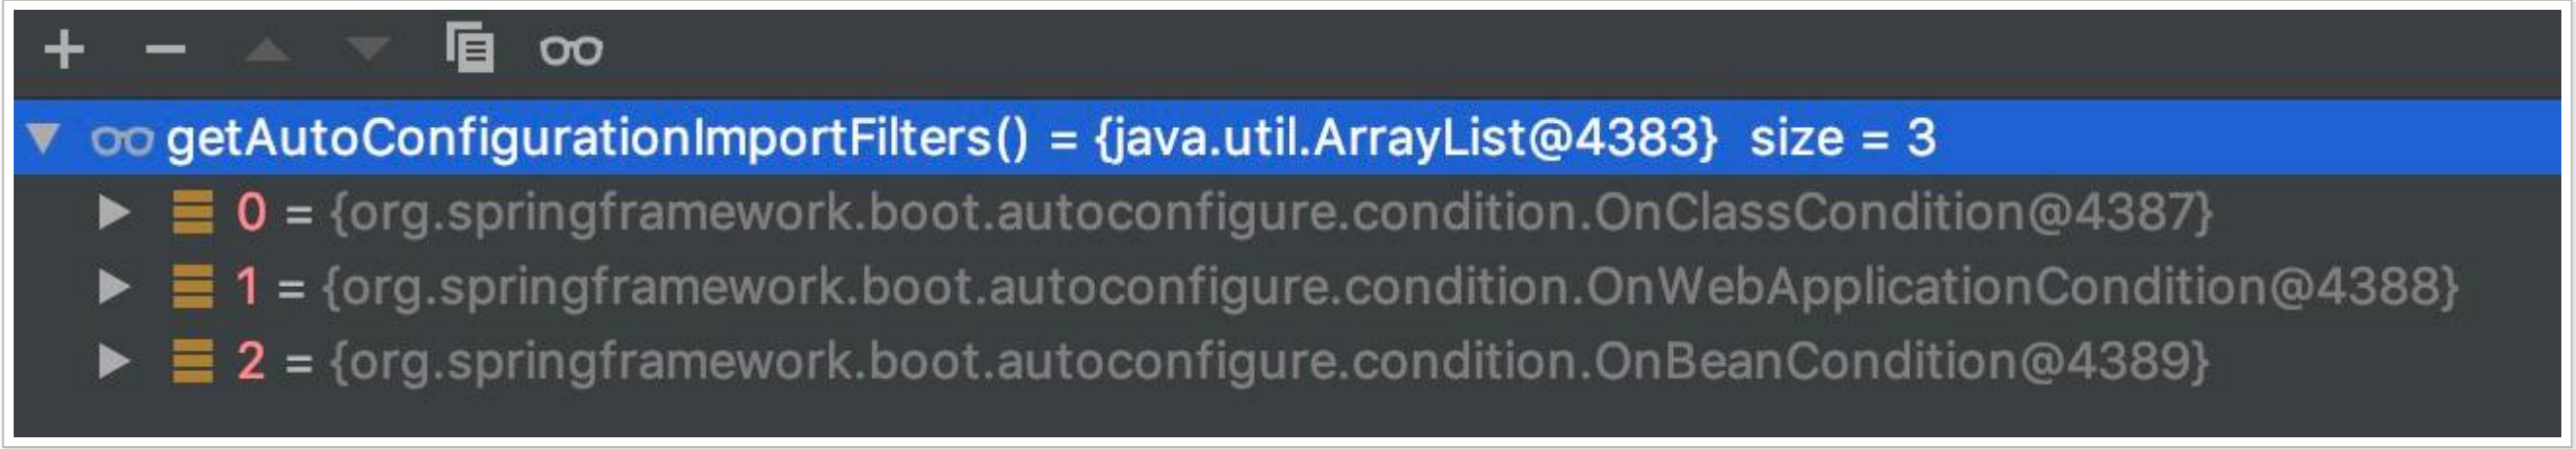 getAutoConfigurationImportFilters() = {java.util.ArrayList@4383} size = 3
0 = {org.springframework.boot.autoconfigure.condition.OnClassCondition@4387}
1 = {org.springframework.boot.autoconfigure.condition.OnWebApplicationCondition@4388}
2 = {org.springframework.boot.autoconfigure.condition.OnBeanCondition@4389}